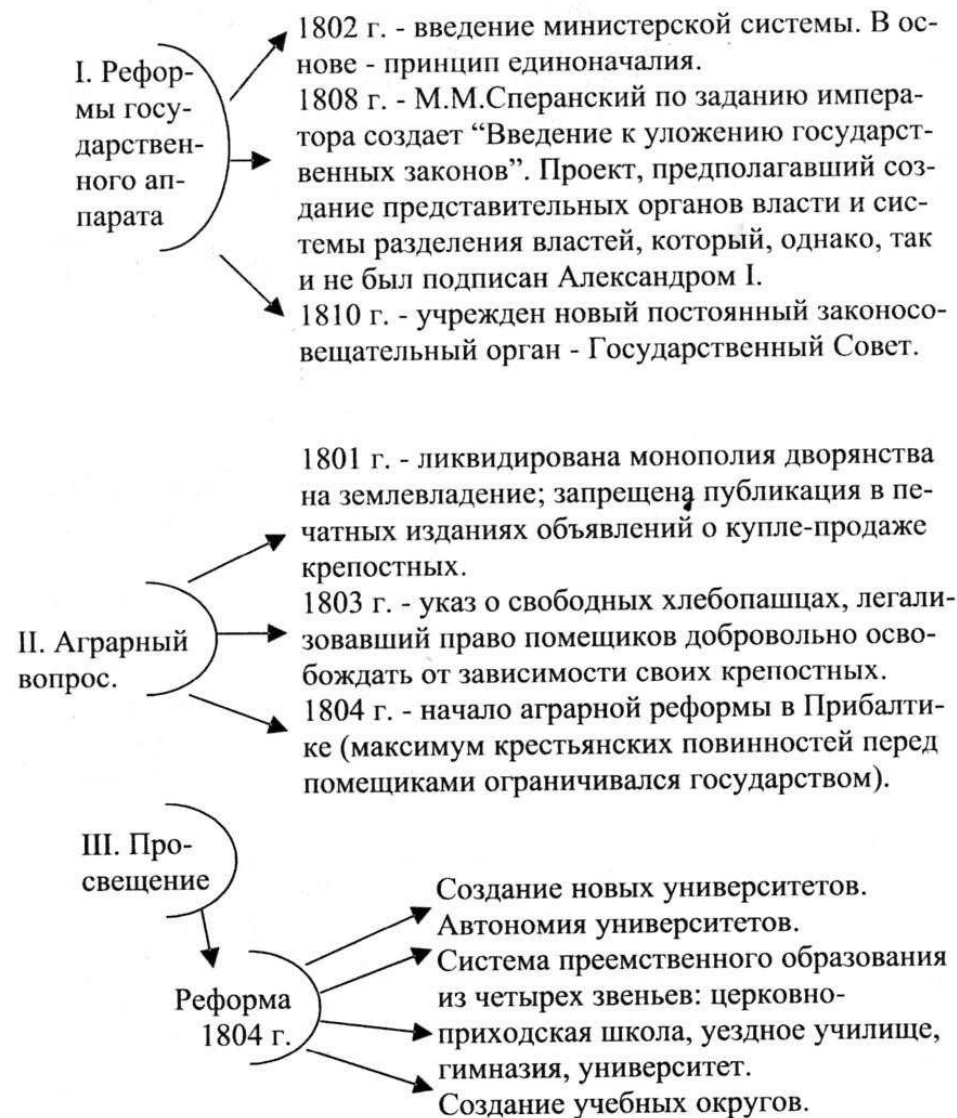 I. Рефор-
мы госу-
дарствен-
ного ап-
парата
1802 г. - введение министерской системы. В ос-
нове - принцип единоначалия.
1808 г. - М.М.Сперанский по заданию импера-
тора создает “Введение к уложению государст-
венных законов”. Проект, предполагавший соз-
дание представительных органов власти и сис-
темы разделения властей, который, однако, так
и не был подписан Александром I.
1810 г. - учрежден новый постоянный законосо-
вещательный орган - Государственный Совет.
II. Аграрный
вопрос.
1801 г. - ликвидирована монополия дворянства
на землевладение; запрещена публикация в пе-
чатных изданиях объявлений о купле-продаже
крепостных.
1803 г. - указ о свободных хлебопашцах, легали-
зовавший право помещиков добровольно осво-
бождать от зависимости своих крепостных.
1804 г. - начало аграрной реформы в Прибалти-
ке (максимум крестьянских повинностей перед
помещиками ограничивался государством).
III. Про-
свещение
Реформа
1804 г.
Создание новых университетов.
Автономия университетов.
Система преемственного образования
из четырех звеньев: церковно-
приходская школа, уездное училище,
гимназия, университет.
Создание учебных округов.